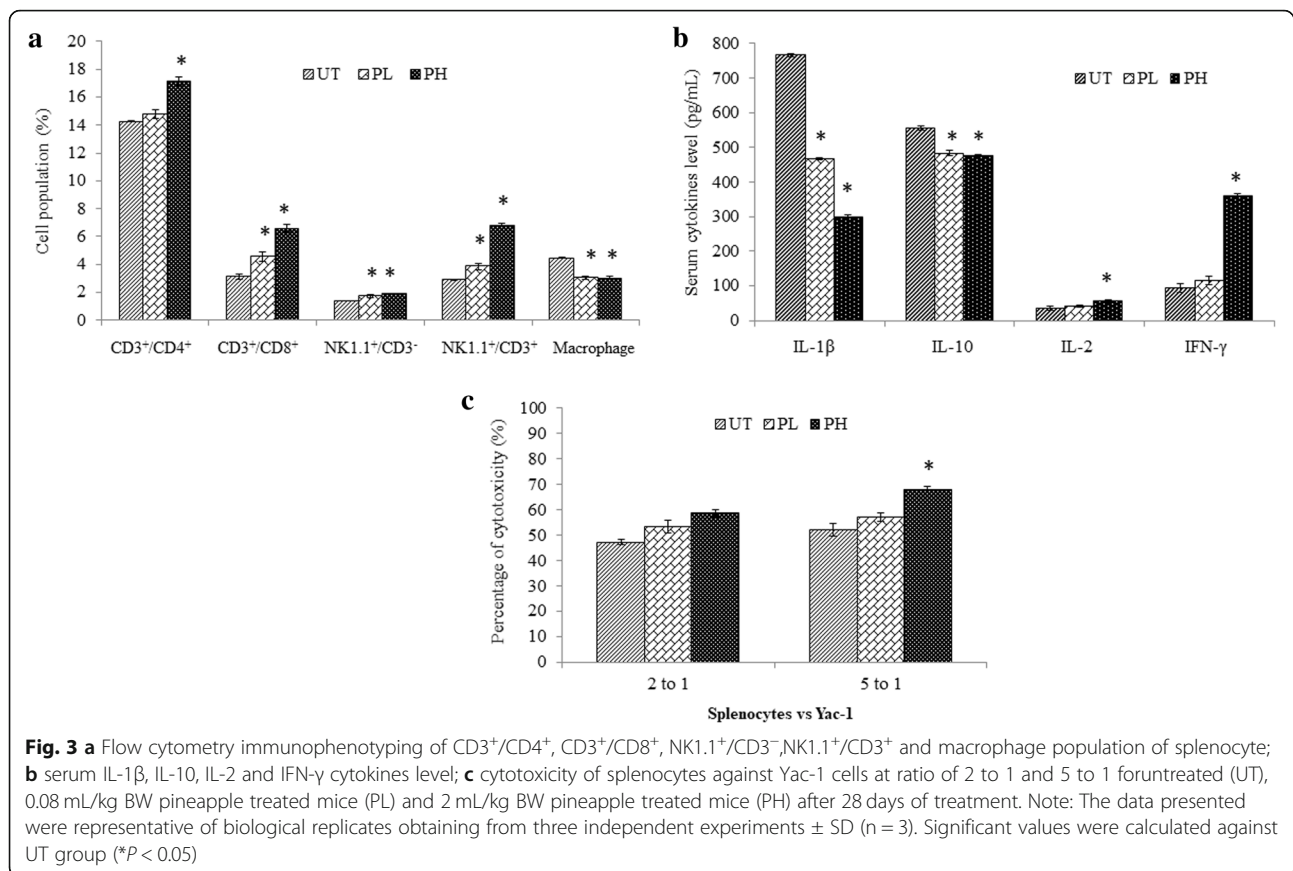 a
20
18
16
14
12
10
8
6
4
2
0
Cell population (%)
UT PL PH
*
* *
* *
* *
* *
CD3⁺/CD4⁺ CD3⁺/CD8⁺ NK1.1⁺/CD3⁻ NK1.1⁺/CD3⁺ Macrophage
b
800
700
600
500
400
300
200
100
0
Serum cytokines level (pg/mL)
UT PL PH
* *
* *
*
*
IL-1β IL-10 IL-2 IFN-γ
c
100
90
80
70
60
50
40
30
20
10
0
Percentage of cytotoxicity (%)
UT PL PH
*
2 to 1 5 to 1
Splenocytes vs Yac-1
Fig. 3 a Flow cytometry immunophenotyping of CD3⁺/CD4⁺, CD3⁺/CD8⁺, NK1.1⁺/CD3⁻,NK1.1⁺/CD3⁺ and macrophage population of splenocyte;
b serum IL-1β, IL-10, IL-2 and IFN-γ cytokines level; c cytotoxicity of splenocytes against Yac-1 cells at ratio of 2 to 1 and 5 to 1 foruntreated (UT),
0.08 mL/kg BW pineapple treated mice (PL) and 2 mL/kg BW pineapple treated mice (PH) after 28 days of treatment. Note: The data presented
were representative of biological replicates obtaining from three independent experiments ± SD (n = 3). Significant values were calculated against
UT group (*P < 0.05)